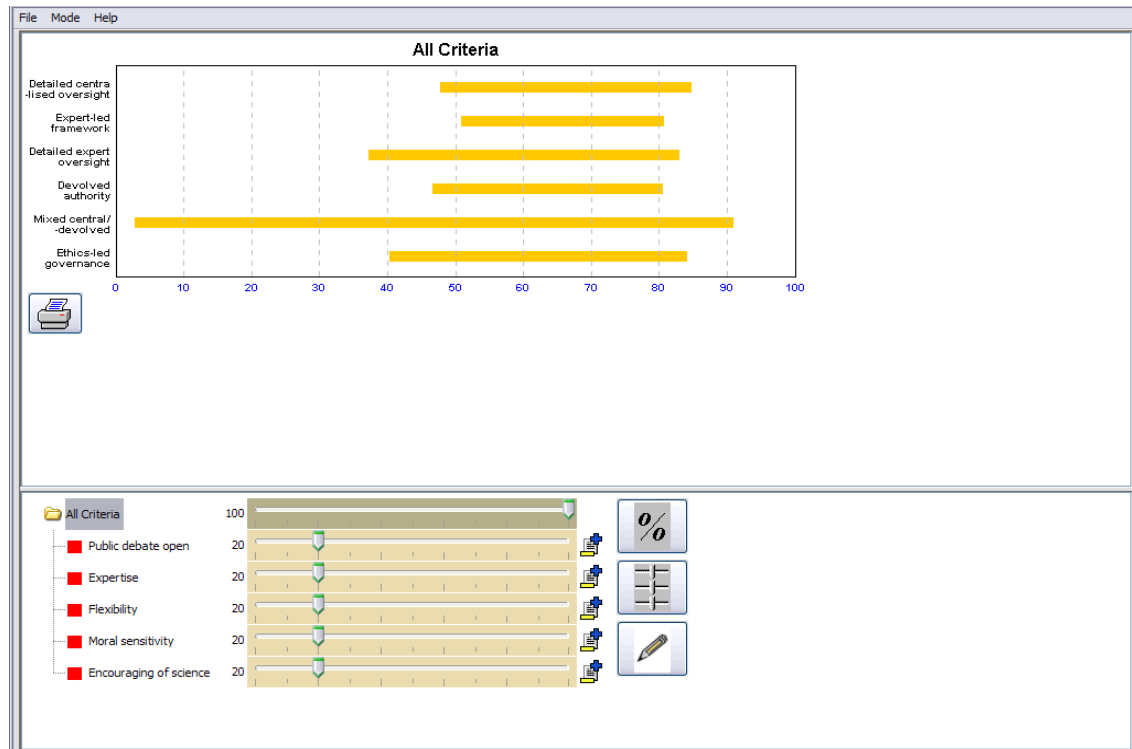 File Mode Help
All Criteria
Detailed centra
-lised oversight
Expert-led
framework
Detailed expert
oversight
Devolved
authority
Mixed central/
-devolved
Ethics-led
governance
0 10 20 30 40 50 60 70 80 90 100
All Criteria 100
Public debate open 20
Expertise 20
Flexibility 20
Moral sensitivity 20
Encouraging of science 20
%